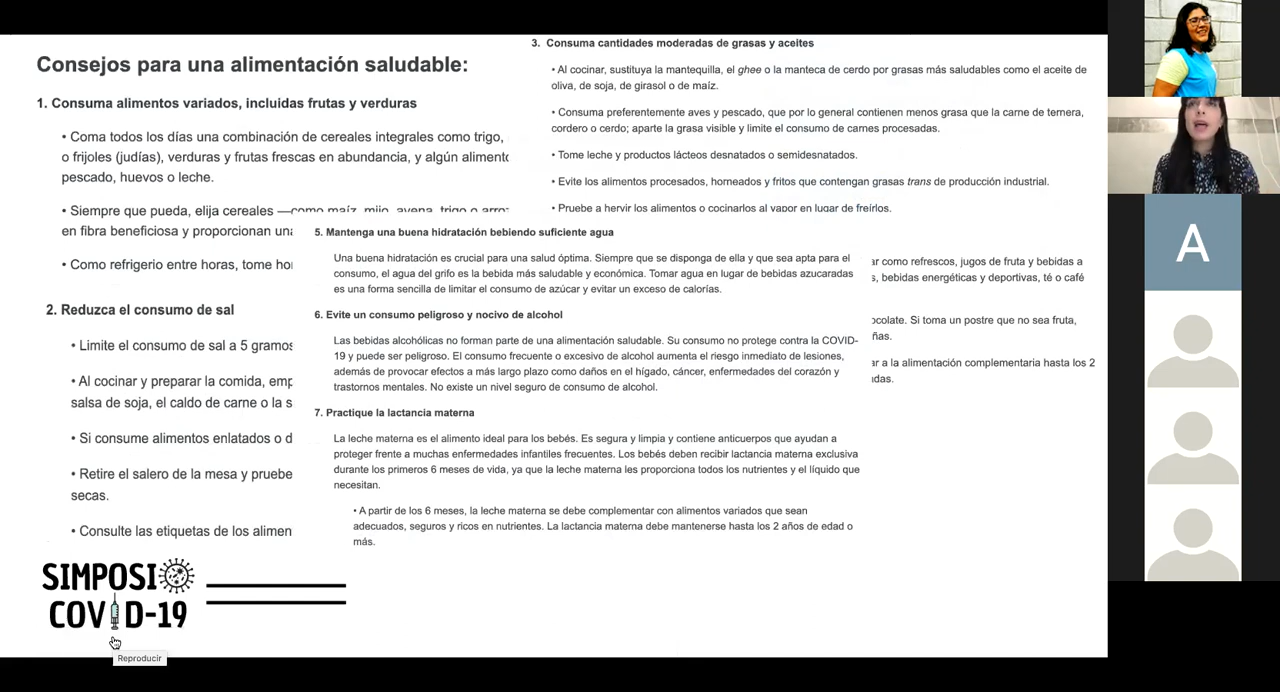 Consejos para una alimentación saludable:
1. Consuma alimentos variados, incluidas frutas y verduras
• Coma todos los días una combinación de cereales integrales como trigo,
o frijoles (judías), verduras y frutas frescas en abundancia, y algún aliment
pescado, huevos o leche.
• Siempre que pueda, elija cereales —como maíz, mijo, avena, trigo o arroz
en fibra beneficiosa y proporcionan una
• Como refrigerio entre horas, tome
2. Reduzca el consumo de sal
• Limite el consumo de sal a 5 gramos
• Al cocinar y preparar la comida,
salsa de soja, el caldo de carne o la s
• Si consume alimentos enlatados o d
• Retire el salero de la mesa y pruebe
secas.
• Consulte las etiquetas de los alimen
3. Consuma cantidades moderadas de grasas y aceites
• Al cocinar, sustituya la mantequilla, el ghee o la manteca de cerdo por grasas más saludables como el aceite de
oliva, de soja, de girasol o de maíz.
• Consuma preferentemente aves y pescado, que por lo general contienen menos grasa que la carne de ternera,
cordero o cerdo; aparte la grasa visible y limite el consumo de carnes procesadas.
• Tome leche y productos lácteos desnatados o semidesnatados.
• Evite los alimentos procesados, horneados y fritos que contengan grasas trans de producción industrial.
• Pruebe a hervir los alimentos o cocinarlos al vapor en lugar de freírlos.
ar como refrescos, jugos de fruta y bebidas a
s, bebidas energéticas y deportivas, té o café
ocolate. Si toma un postre que no sea fruta,
ñas.
ar a la alimentación complementaria hasta los 2
adas.
5. Mantenga una buena hidratación bebiendo suficiente agua
Una buena hidratación es crucial para una salud óptima. Siempre que se disponga de ella y que sea apta para el
consumo, el agua del grifo es la bebida más saludable y económica. Tomar agua en lugar de bebidas azucaradas
es una forma sencilla de limitar el consumo de azúcar y evitar un exceso de calorías.
6. Evite un consumo peligroso y nocivo de alcohol
Las bebidas alcohólicas no forman parte de una alimentación saludable. Su consumo no protege contra la COVID-
19 y puede ser peligroso. El consumo frecuente o excesivo de alcohol aumenta el riesgo inmediato de lesiones,
además de provocar efectos a más largo plazo como daños en el hígado, cáncer, enfermedades del corazón y
trastornos mentales. No existe un nivel seguro de consumo de alcohol.
7. Practique la lactancia materna
La leche materna es el alimento ideal para los bebés. Es segura y limpia y contiene anticuerpos que ayudan a
proteger frente a muchas enfermedades infantiles frecuentes. Los bebés deben recibir lactancia materna exclusiva
durante los primeros 6 meses de vida, ya que la leche materna les proporciona todos los nutrientes y el líquido que
necesitan.
• A partir de los 6 meses, la leche materna se debe complementar con alimentos variados que sean
adecuados, seguros y ricos en nutrientes. La lactancia materna debe mantenerse hasta los 2 años de edad o
más.
SIMPOSIO
COVID-19
Reproducir
A